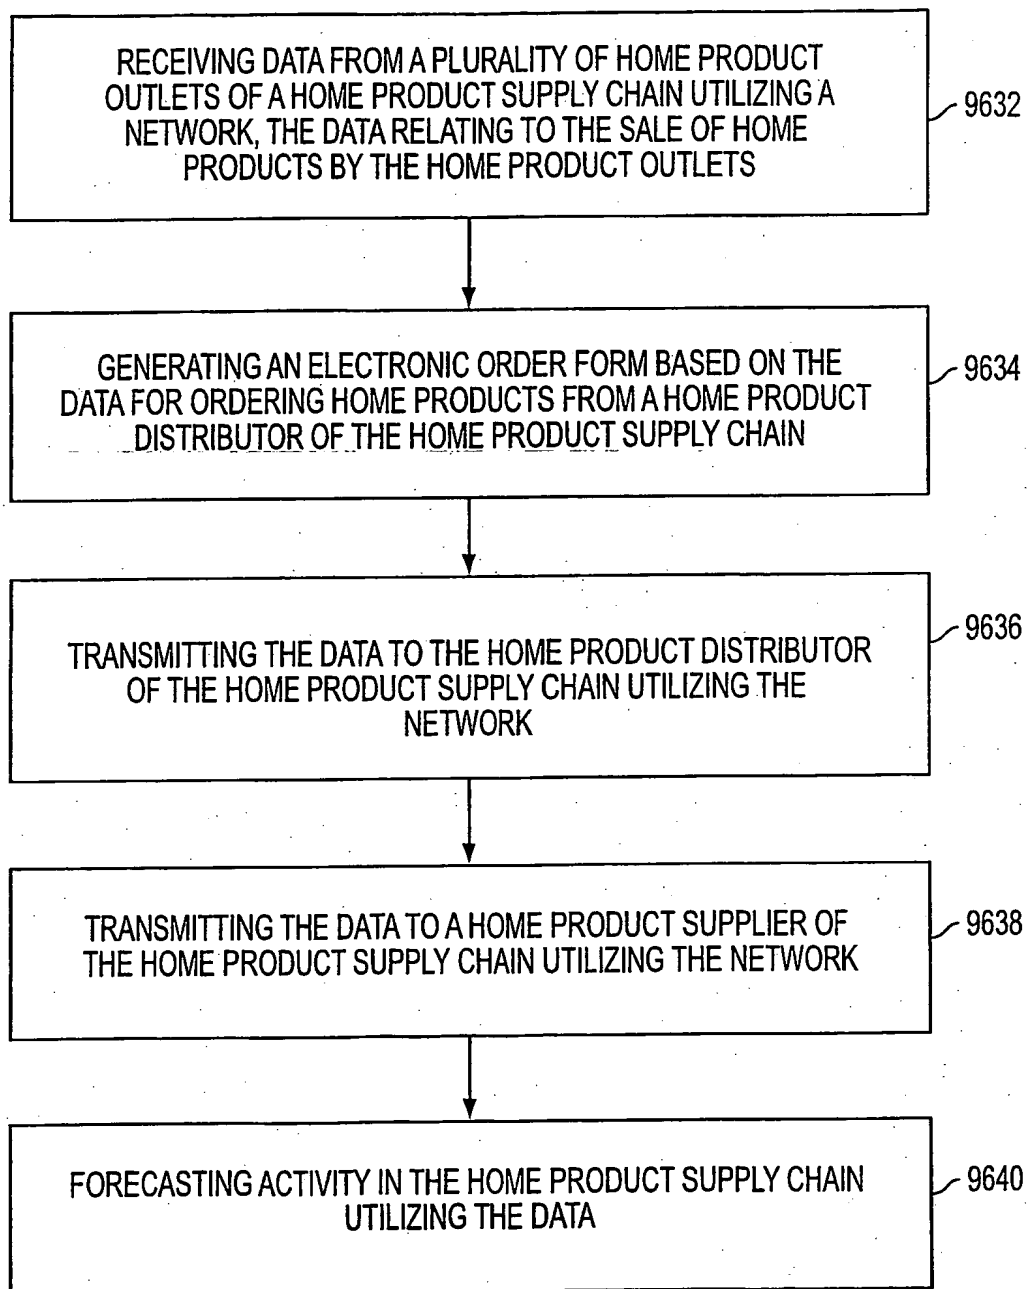 RECEIVING DATA FROM A PLURALITY OF HOME PRODUCT
OUTLETS OF A HOME PRODUCT SUPPLY CHAIN UTILIZING A
NETWORK, THE DATA RELATING TO THE SALE OF HOME
PRODUCTS BY THE HOME PRODUCT OUTLETS
9632
GENERATING AN ELECTRONIC ORDER FORM BASED ON THE
DATA FOR ORDERING HOME PRODUCTS FROM A HOME PRODUCT
DISTRIBUTOR OF THE HOME PRODUCT SUPPLY CHAIN
9634
TRANSMITTING THE DATA TO THE HOME PRODUCT DISTRIBUTOR
OF THE HOME PRODUCT SUPPLY CHAIN UTILIZING THE
NETWORK
9636
TRANSMITTING THE DATA TO A HOME PRODUCT SUPPLIER OF
THE HOME PRODUCT SUPPLY CHAIN UTILIZING THE NETWORK
9638
FORECASTING ACTIVITY IN THE HOME PRODUCT SUPPLY CHAIN
UTILIZING THE DATA
9640